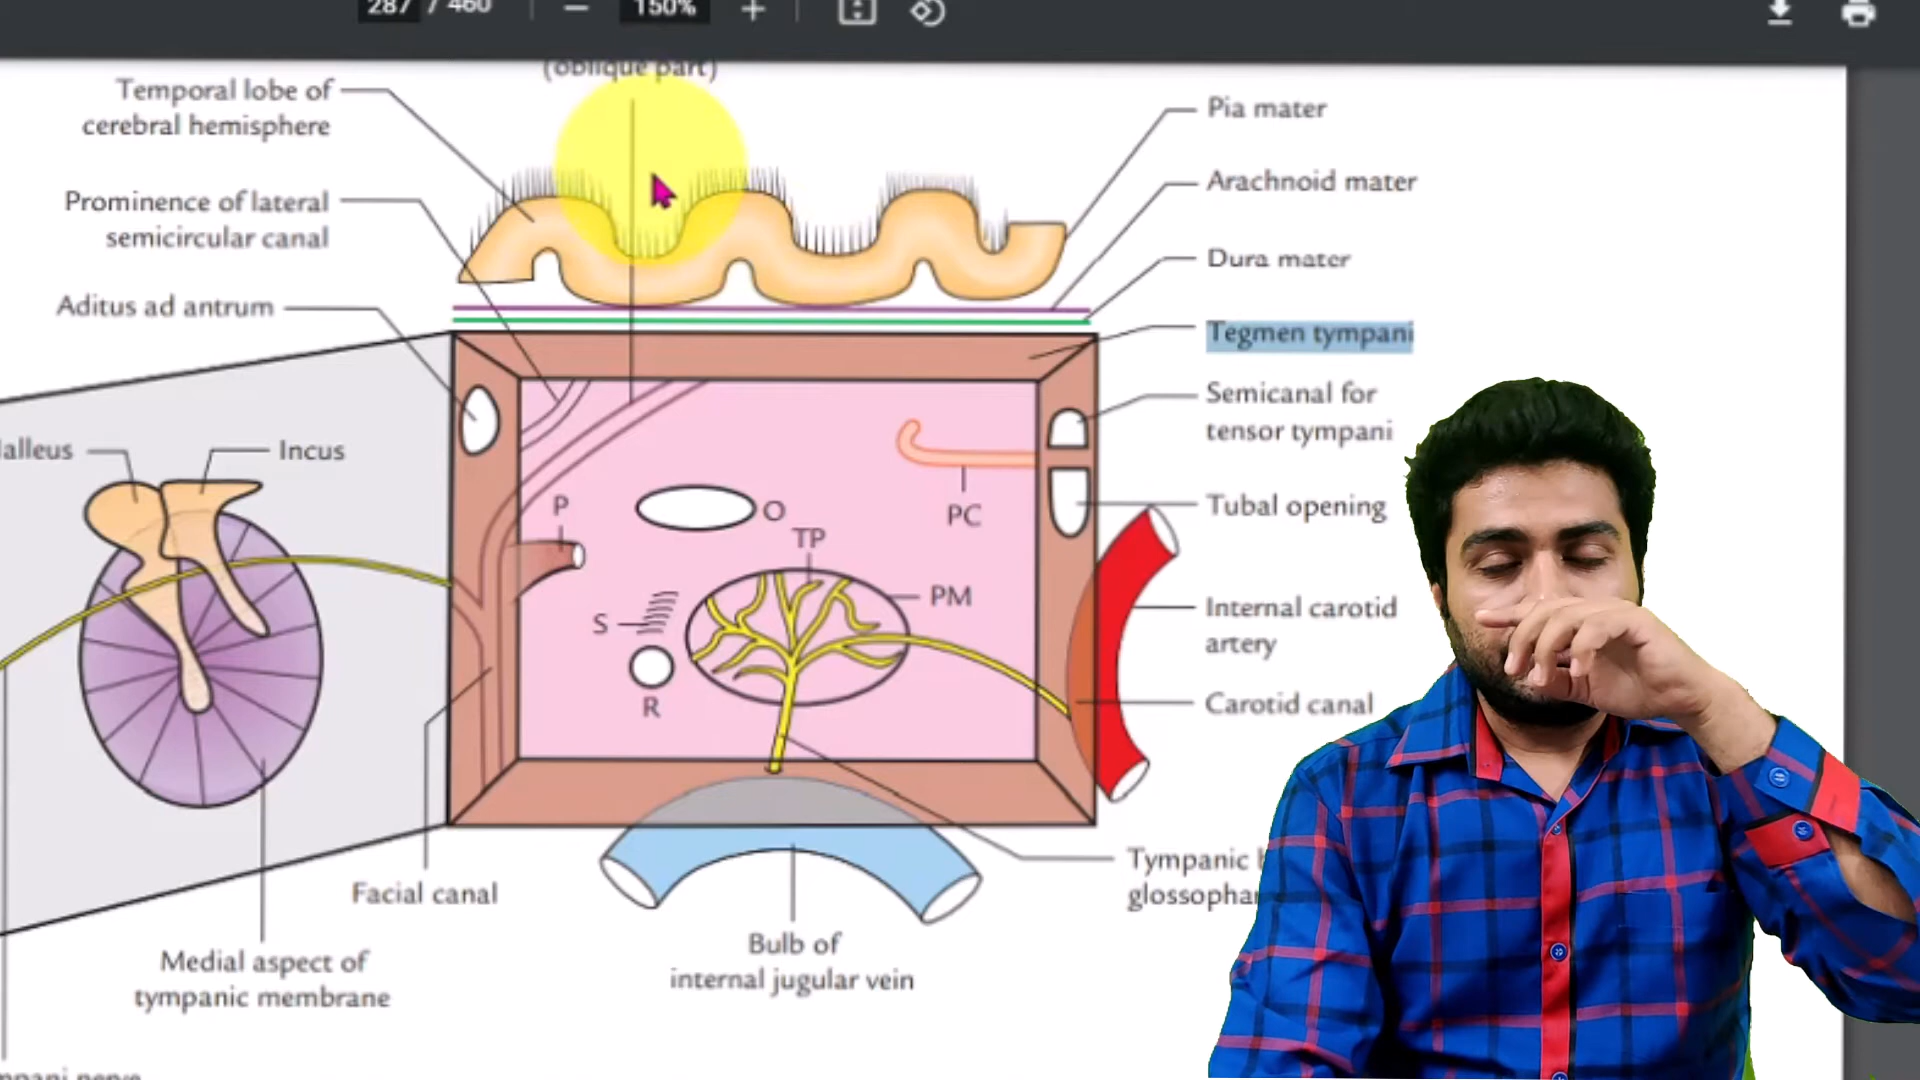 287 / 460
150%
(oblique part)
Temporal lobe of
cerebral hemisphere
Prominence of lateral
semicircular canal
Aditus ad antrum
Incus
Facial canal
Medial aspect of
tympanic membrane
P
O
TP
PC
PM
S
R
Bulb of
internal jugular vein
Pia mater
Arachnoid mater
Dura mater
Tegmen tympani
Semicanal for
tensor tympani
Tubal opening
Internal carotid
artery
Carotid canal
Tympanic
nerve